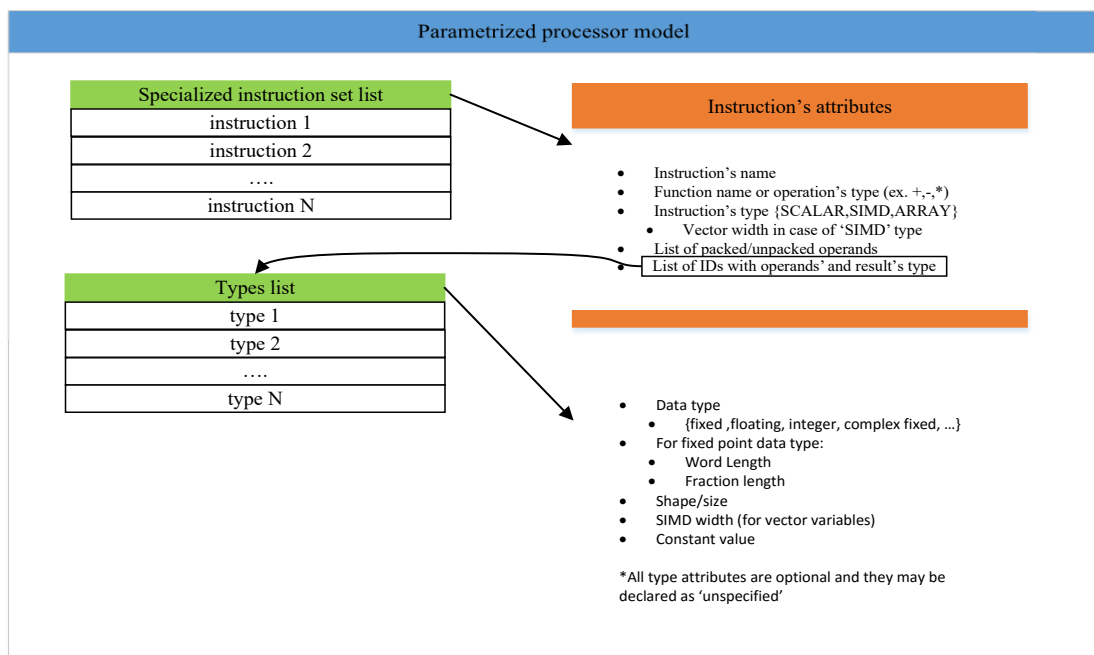 Parametrized processor model
Specialized instruction set list
instruction 1
instruction 2
….
instruction N
Instruction’s attributes
Instruction’s name
Function name or operation’s type (ex. +,-,*)
Instruction’s type {SCALAR,SIMD,ARRAY}
Vector width in case of ‘SIMD’ type
List of packed/unpacked operands
List of IDs with operands’ and result’s type
Types list
type 1
type 2
….
type N
Data type
{fixed ,floating, integer, complex fixed, …}
For fixed point data type:
Word Length
Fraction length
Shape/size
SIMD width (for vector variables)
Constant value
*All type attributes are optional and they may be
declared as ‘unspecified’